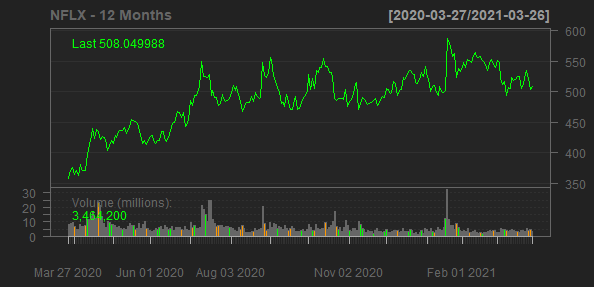 NFLX - 12 Months [2020-03-27/2021-03-26]
Last 508.049988
600
550
500
450
400
350
Volume (millions):
3,464,200
30
20
10
0
Mar 27 2020 Jun 01 2020 Aug 03 2020 Nov 02 2020 Feb 01 2021